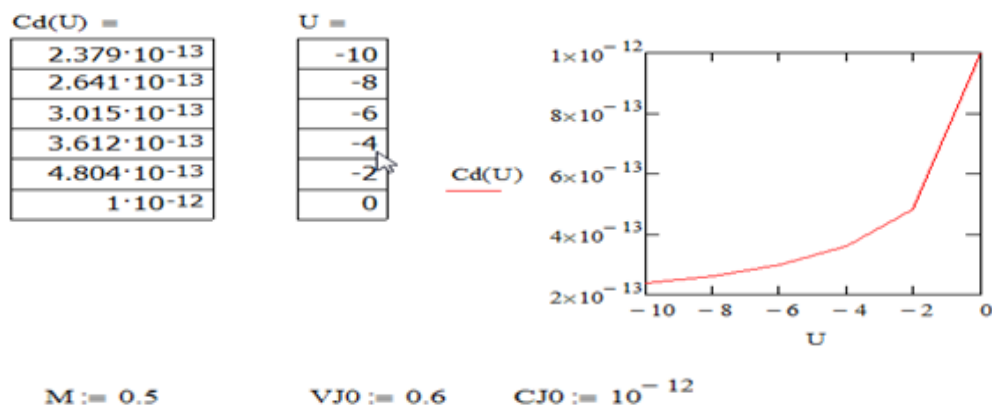 Cd(U) = U =
2.379·10-13 -10
2.641·10-13 -8
3.015·10-13 -6
3.612·10-13 -4
4.804·10-13 -2
1·10-12 0
1×10⁻¹²
8×10⁻¹³
6×10⁻¹³
4×10⁻¹³
2×10⁻¹³
Cd(U)
−10 −8 −6 −4 −2 0
U
M := 0.5 VJ0 := 0.6 CJ0 := 10⁻¹²